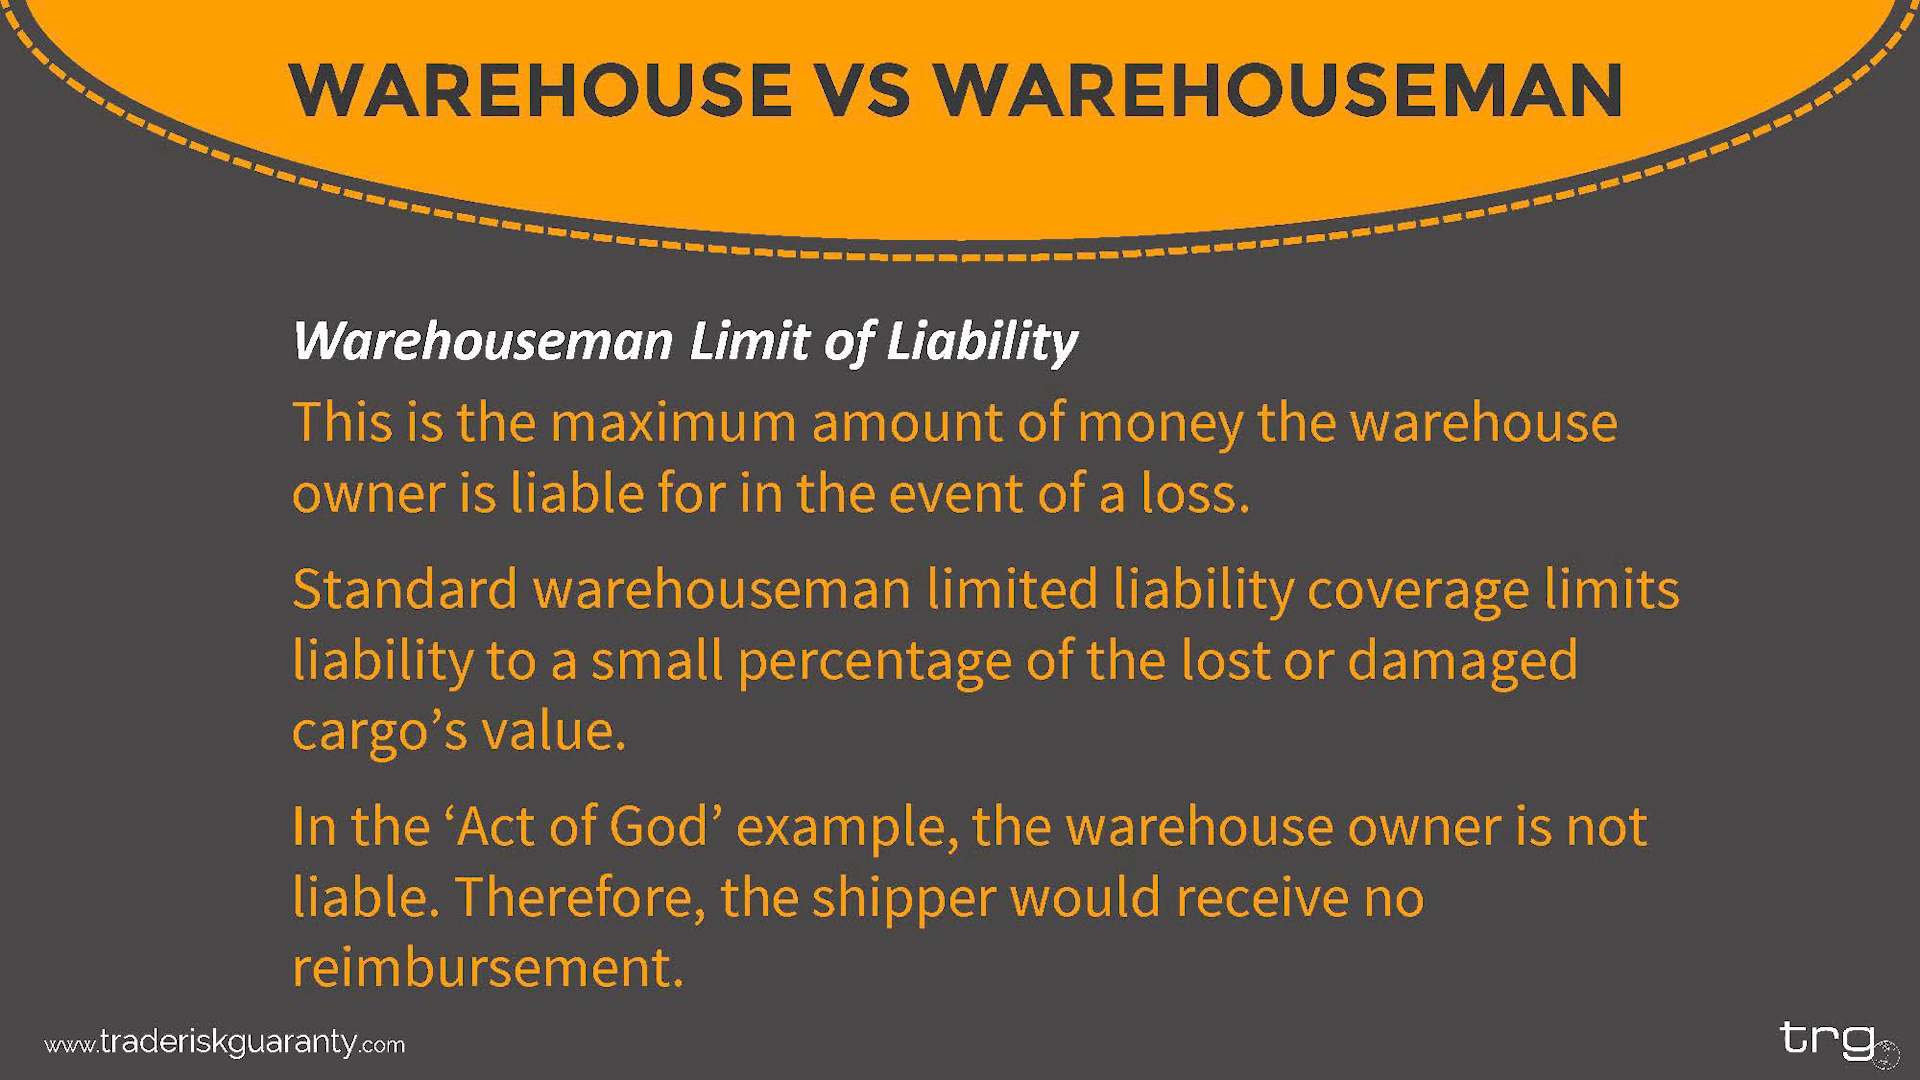 WAREHOUSE VS WAREHOUSEMAN
Warehouseman Limit of Liability
This is the maximum amount of money the warehouse
owner is liable for in the event of a loss.
Standard warehouseman limited liability coverage limits
liability to a small percentage of the lost or damaged
cargo’s value.
In the ‘Act of God’ example, the warehouse owner is not
liable. Therefore, the shipper would receive no
reimbursement.
www.traderiskguaranty.com
trg